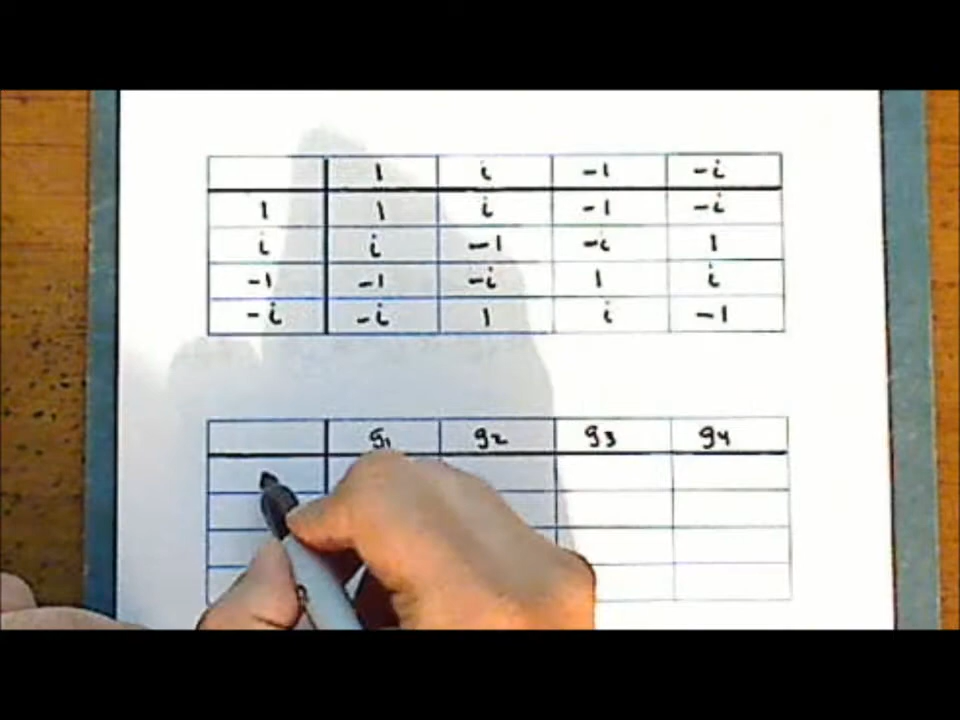 1 i -1 -i
1 1 i -1 -i
i i -1 -i 1
-1 -1 -i 1 i
-i -i 1 i -1
g1 g2 g3 g4